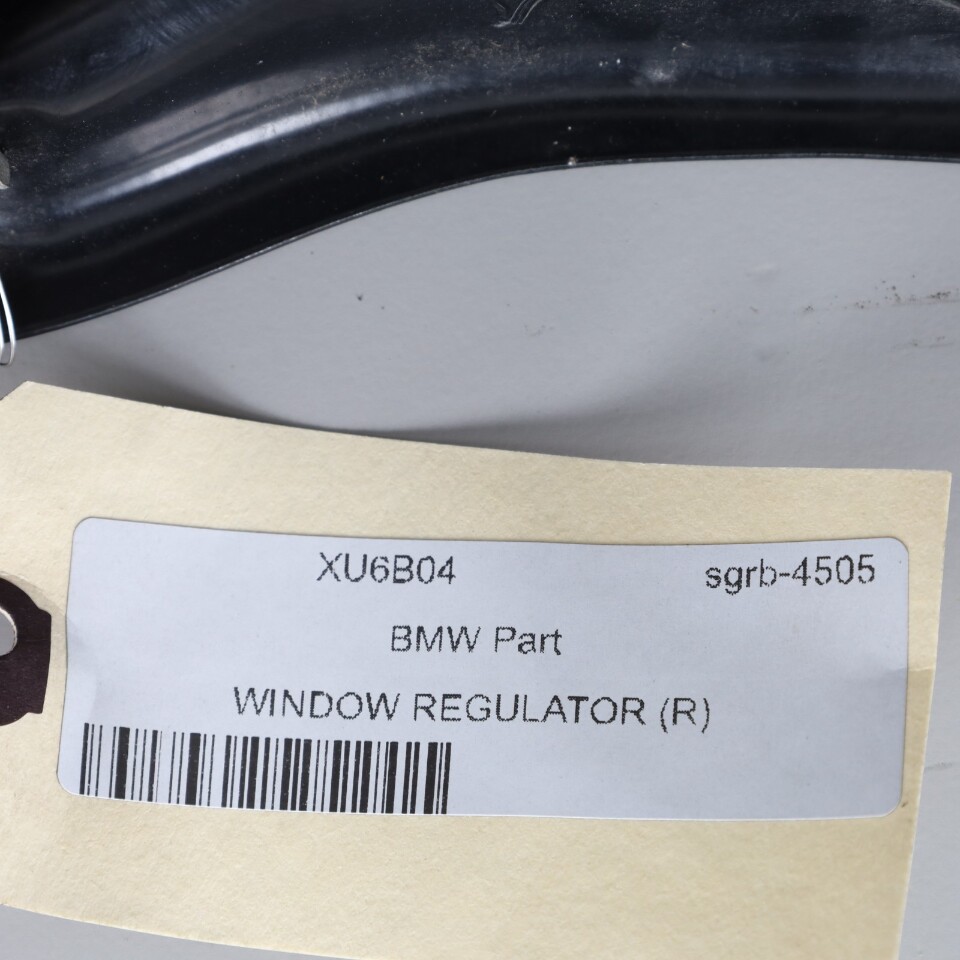 XU6B04 sgrb-4505
BMW Part
WINDOW REGULATOR (R)